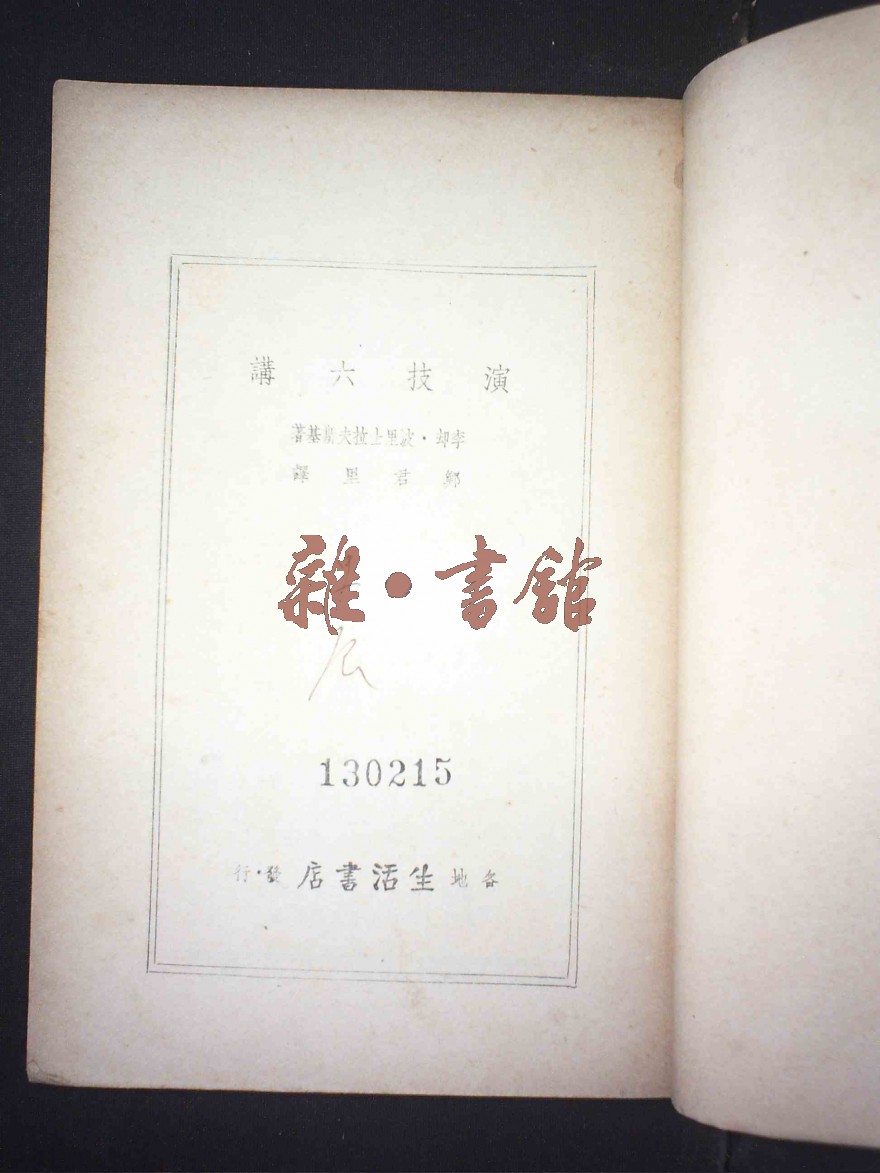 演技六講
李却·波里士拉夫斯基著
鄭君里譯
雜·書館
130215
各地生活書店發·行